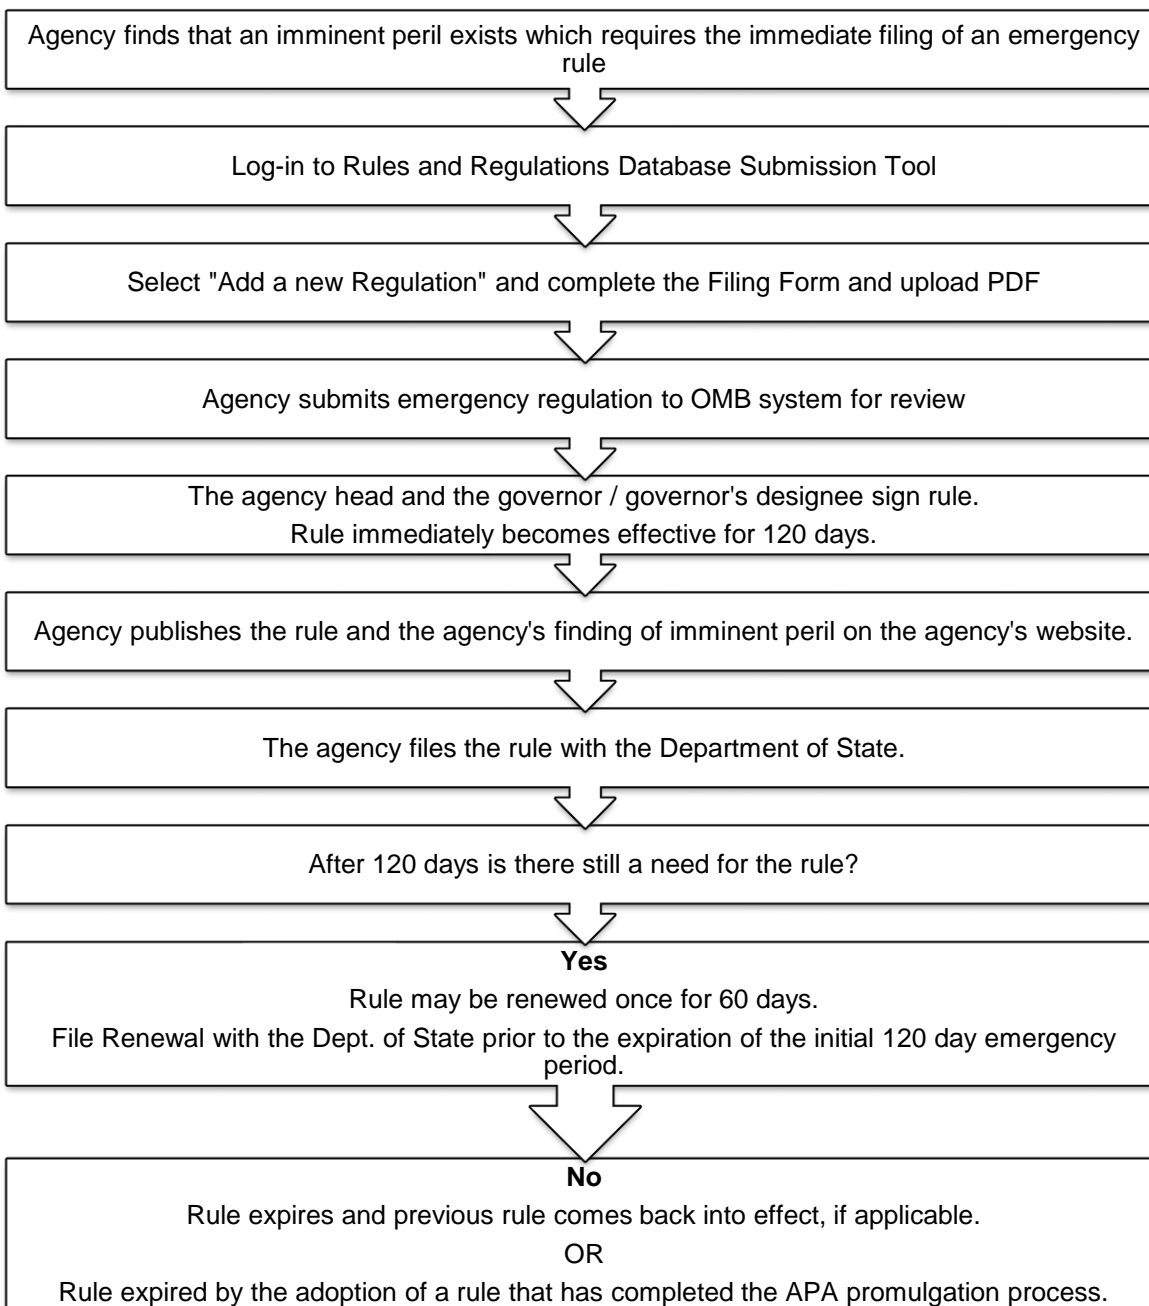 Agency finds that an imminent peril exists which requires the immediate filing of an emergency
rule
Log-in to Rules and Regulations Database Submission Tool
Select "Add a new Regulation" and complete the Filing Form and upload PDF
Agency submits emergency regulation to OMB system for review
The agency head and the governor / governor's designee sign rule.
Rule immediately becomes effective for 120 days.
Agency publishes the rule and the agency's finding of imminent peril on the agency's website.
The agency files the rule with the Department of State.
After 120 days is there still a need for the rule?
Yes
Rule may be renewed once for 60 days.
File Renewal with the Dept. of State prior to the expiration of the initial 120 day emergency
period.
No
Rule expires and previous rule comes back into effect, if applicable.
OR
Rule expired by the adoption of a rule that has completed the APA promulgation process.